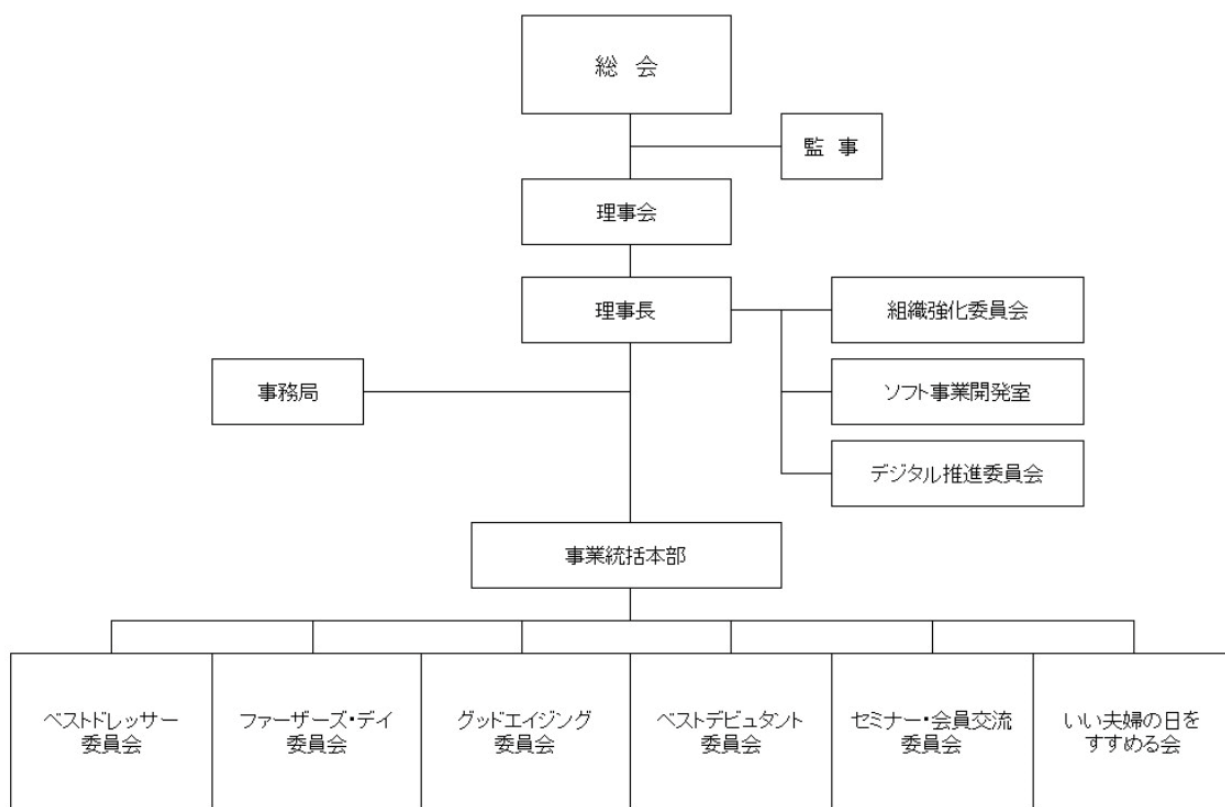 総 会
監 事
理事会
理事長
組織強化委員会
事務局
ソフト事業開発室
デジタル推進委員会
事業統括本部
ベストドレッサー
委員会
ファーザーズ・デイ
委員会
グッドエイジング
委員会
ベストデビュタント
委員会
セミナー・会員交流
委員会
いい夫婦の日を
すすめる会